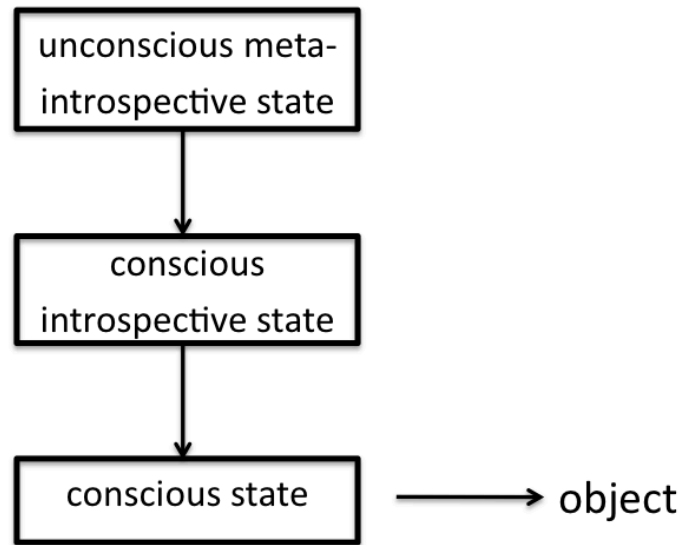 unconscious meta-
introspective state
conscious
introspective state
conscious state
object